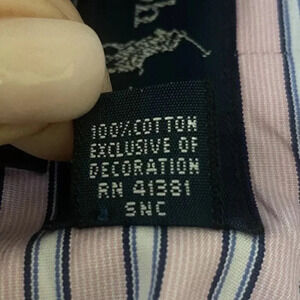 100% COTTON
EXCLUSIVE OF
DECORATION
RN 41381
SNC